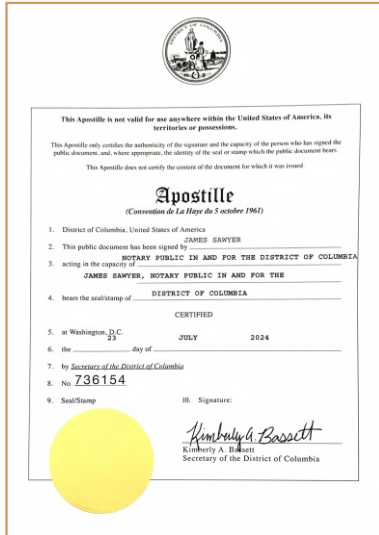 DISTRICT OF COLUMBIA
This Apostille is not valid for use anywhere within the United States of America, its
territories or possessions.
This Apostille only certifies the authenticity of the signature and the capacity of the person who has signed the
public document, and, where appropriate, the identity of the seal or stamp which the public document bears.
This Apostille does not certify the content of the document for which it was issued.
Apostille
(Convention de La Haye du 5 octobre 1961)
1. District of Columbia, United States of America
JAMES SAWYER
2. This public document has been signed by
NOTARY PUBLIC IN AND FOR THE DISTRICT OF COLUMBIA
3. acting in the capacity of
JAMES SAWYER, NOTARY PUBLIC IN AND FOR THE
4. bears the seal/stamp of DISTRICT OF COLUMBIA
CERTIFIED
5. at Washington, D.C.
23 JULY 2024
6. the day of
7. by Secretary of the District of Columbia
8. No. 736154
9. Seal/Stamp 10. Signature:
Kimberly A. Bassett
Kimberly A. Bassett
Secretary of the District of Columbia